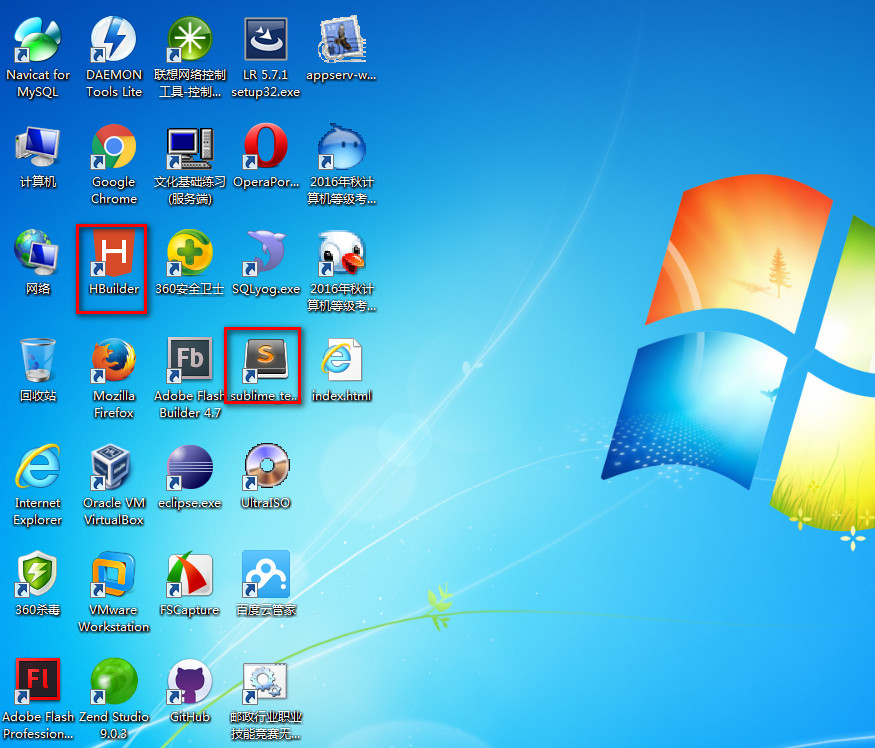 Navicat for
MySQL
DAEMON
Tools Lite
联想网络控制
工具-控制...
LR 5.7.1
setup32.exe
appserv-w...
计算机
Google
Chrome
文化基础练习
(服务端)
OperaPor...
2016年秋计
算机等级考...
网络
H
HBuilder
360安全卫士
SQLyog.exe
2016年秋计
算机等级考...
回收站
Mozilla
Firefox
Fb
Adobe Flash
Builder 4.7
S
sublime te...
index.html
Internet
Explorer
Oracle VM
VirtualBox
eclipse.exe
UltraISO
360杀毒
VMware
Workstation
FSCapture
百度云管家
Fl
Adobe Flash
Profession...
Zend Studio
9.0.3
GitHub
邮政行业职业
技能竞赛无...